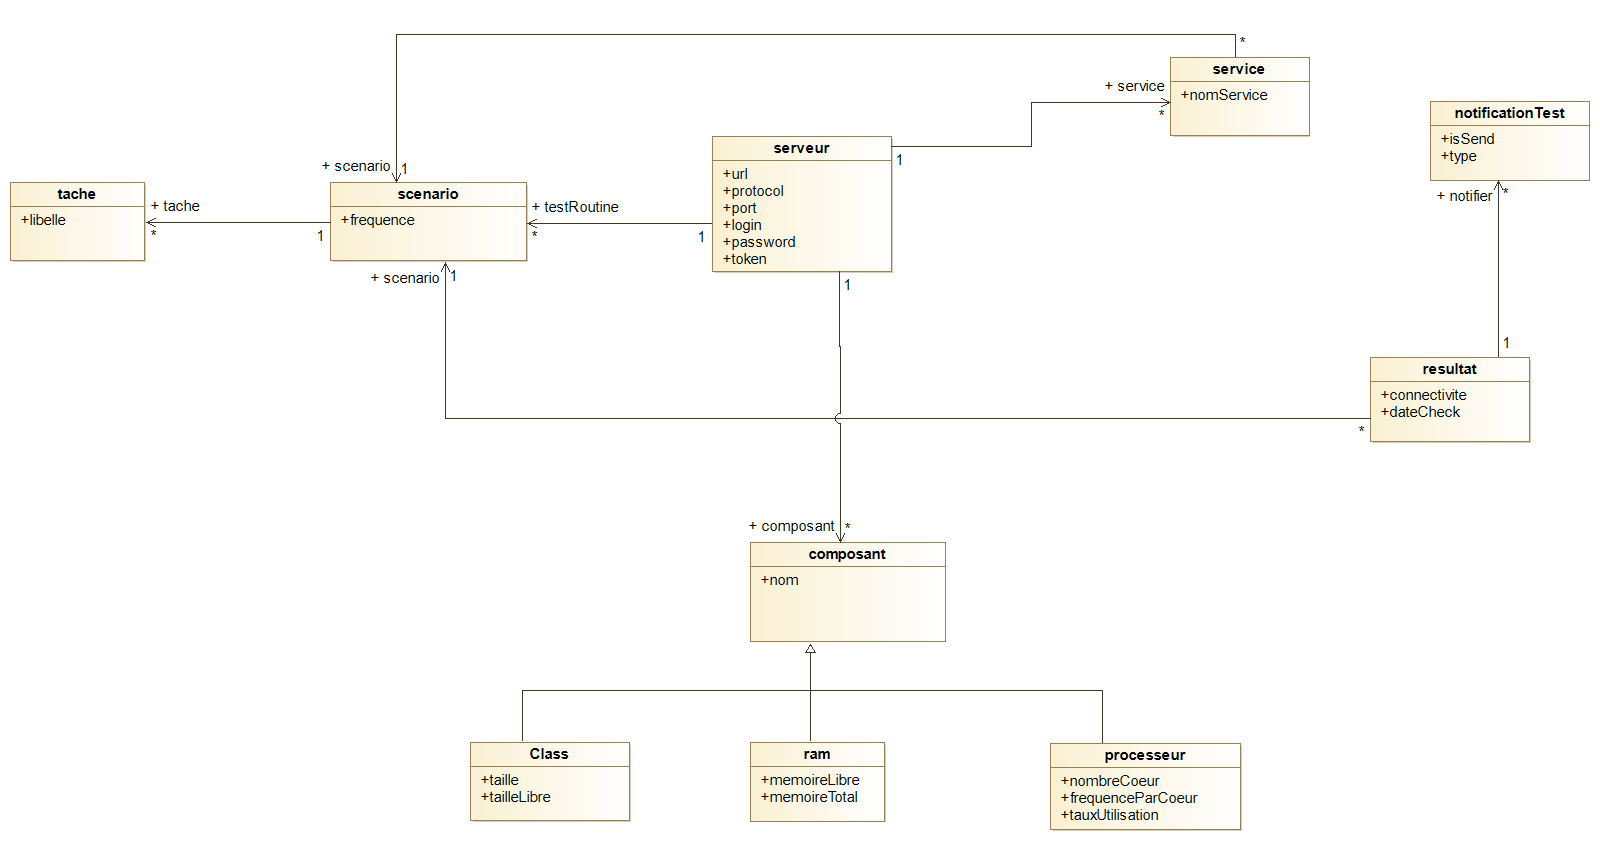 *
service
+nomService
+ service
*
notificationTest
+isSend
+type
+ notifier
*
serveur
+url
+protocol
+port
+login
+password
+token
1
+ scenario
1
tache
+libelle
+ tache
*
scenario
+frequence
1
+ testRoutine
*
1
+ scenario
1
1
1
resultat
+connectivite
+dateCheck
*
+ composant
*
composant
+nom
Class
+taille
+tailleLibre
ram
+memoireLibre
+memoireTotal
processeur
+nombreCoeur
+frequenceParCoeur
+tauxUtilisation